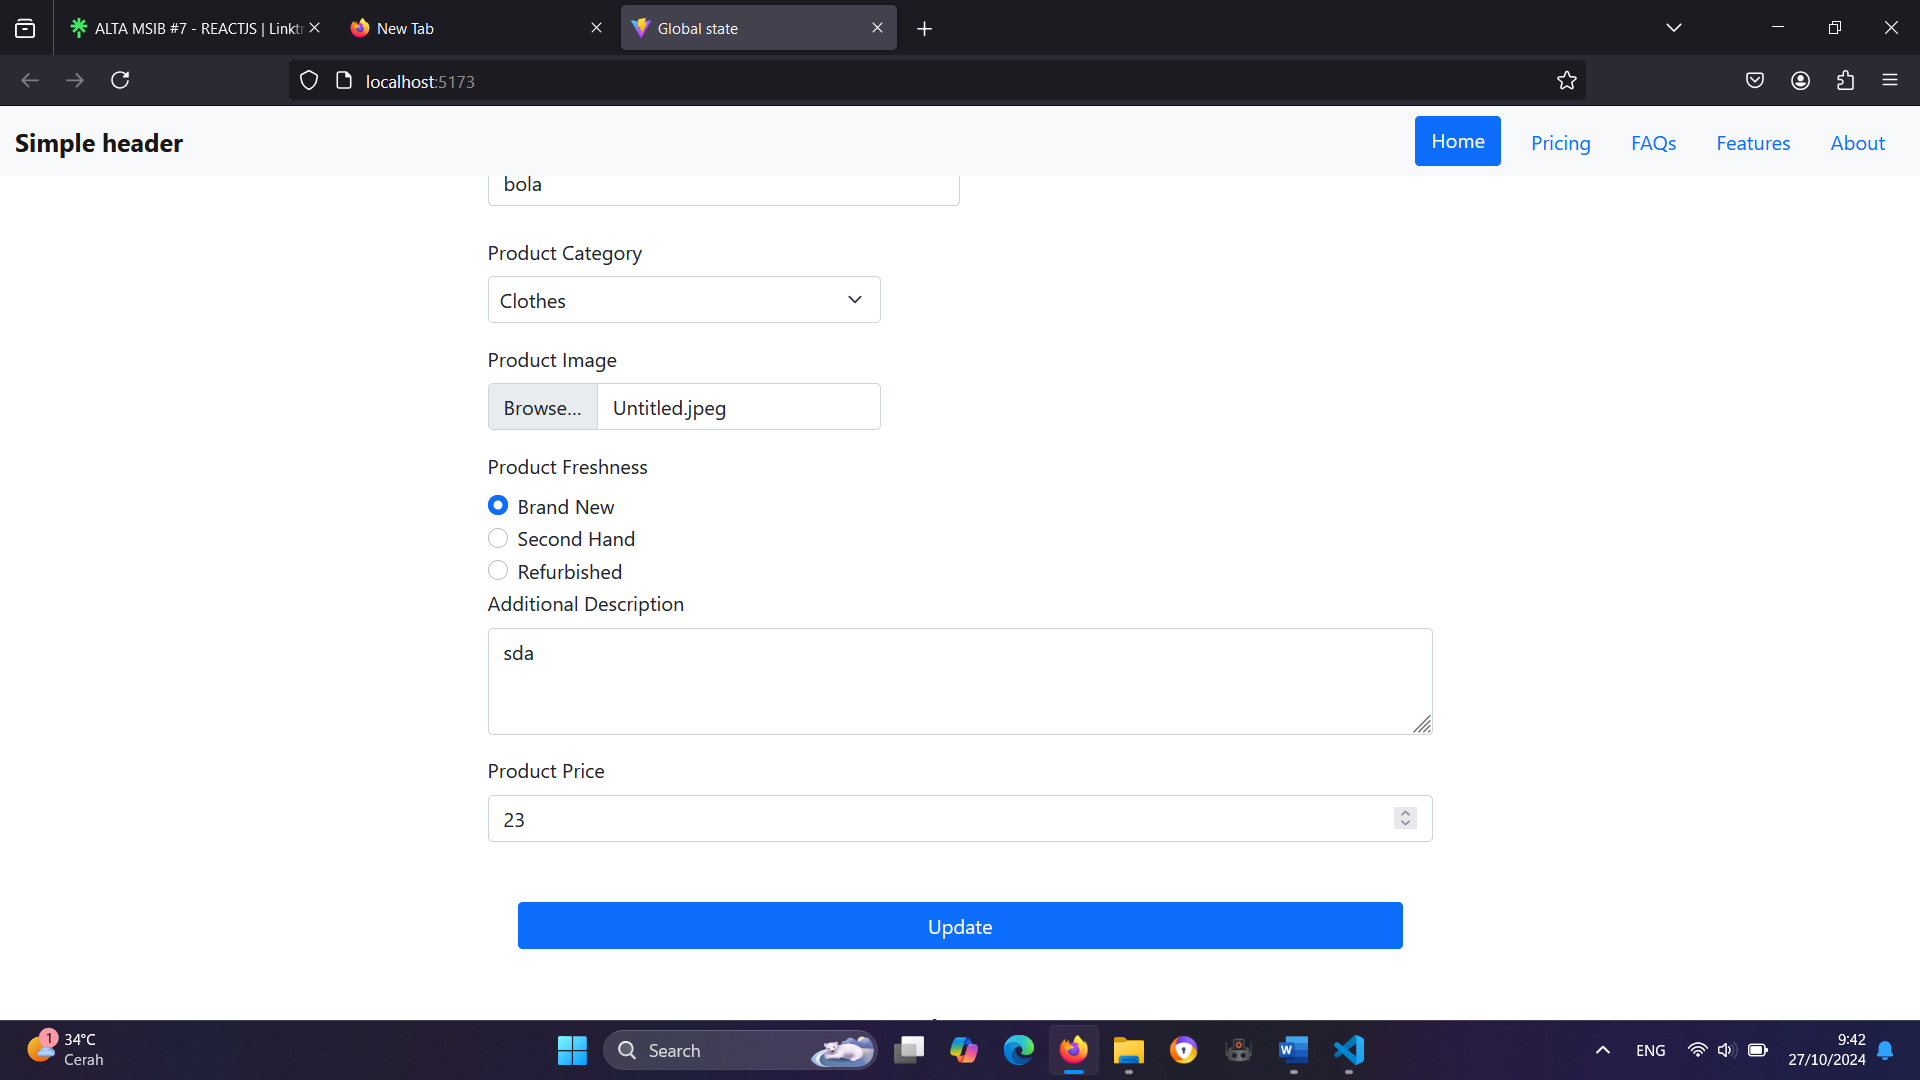 ALTA MSIB #7 - REACTJS | Linktr
New Tab
Global state
localhost:5173
Simple header
Home
Pricing
FAQs
Features
About
bola
Product Category
Clothes
Product Image
Browse...
Untitled.jpeg
Product Freshness
Brand New
Second Hand
Refurbished
Additional Description
sda
Product Price
23
Update
1
34°C
Cerah
Search
ENG
9:42
27/10/2024